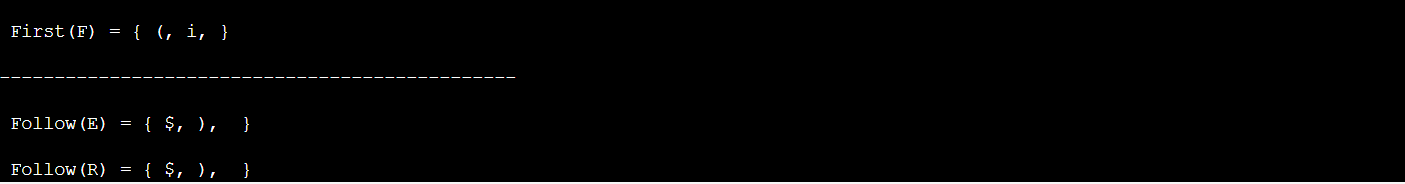 First(F) = { (, i, }
-----------------------------------------------
Follow(E) = { $, ),  }
Follow(R) = { $, ),  }